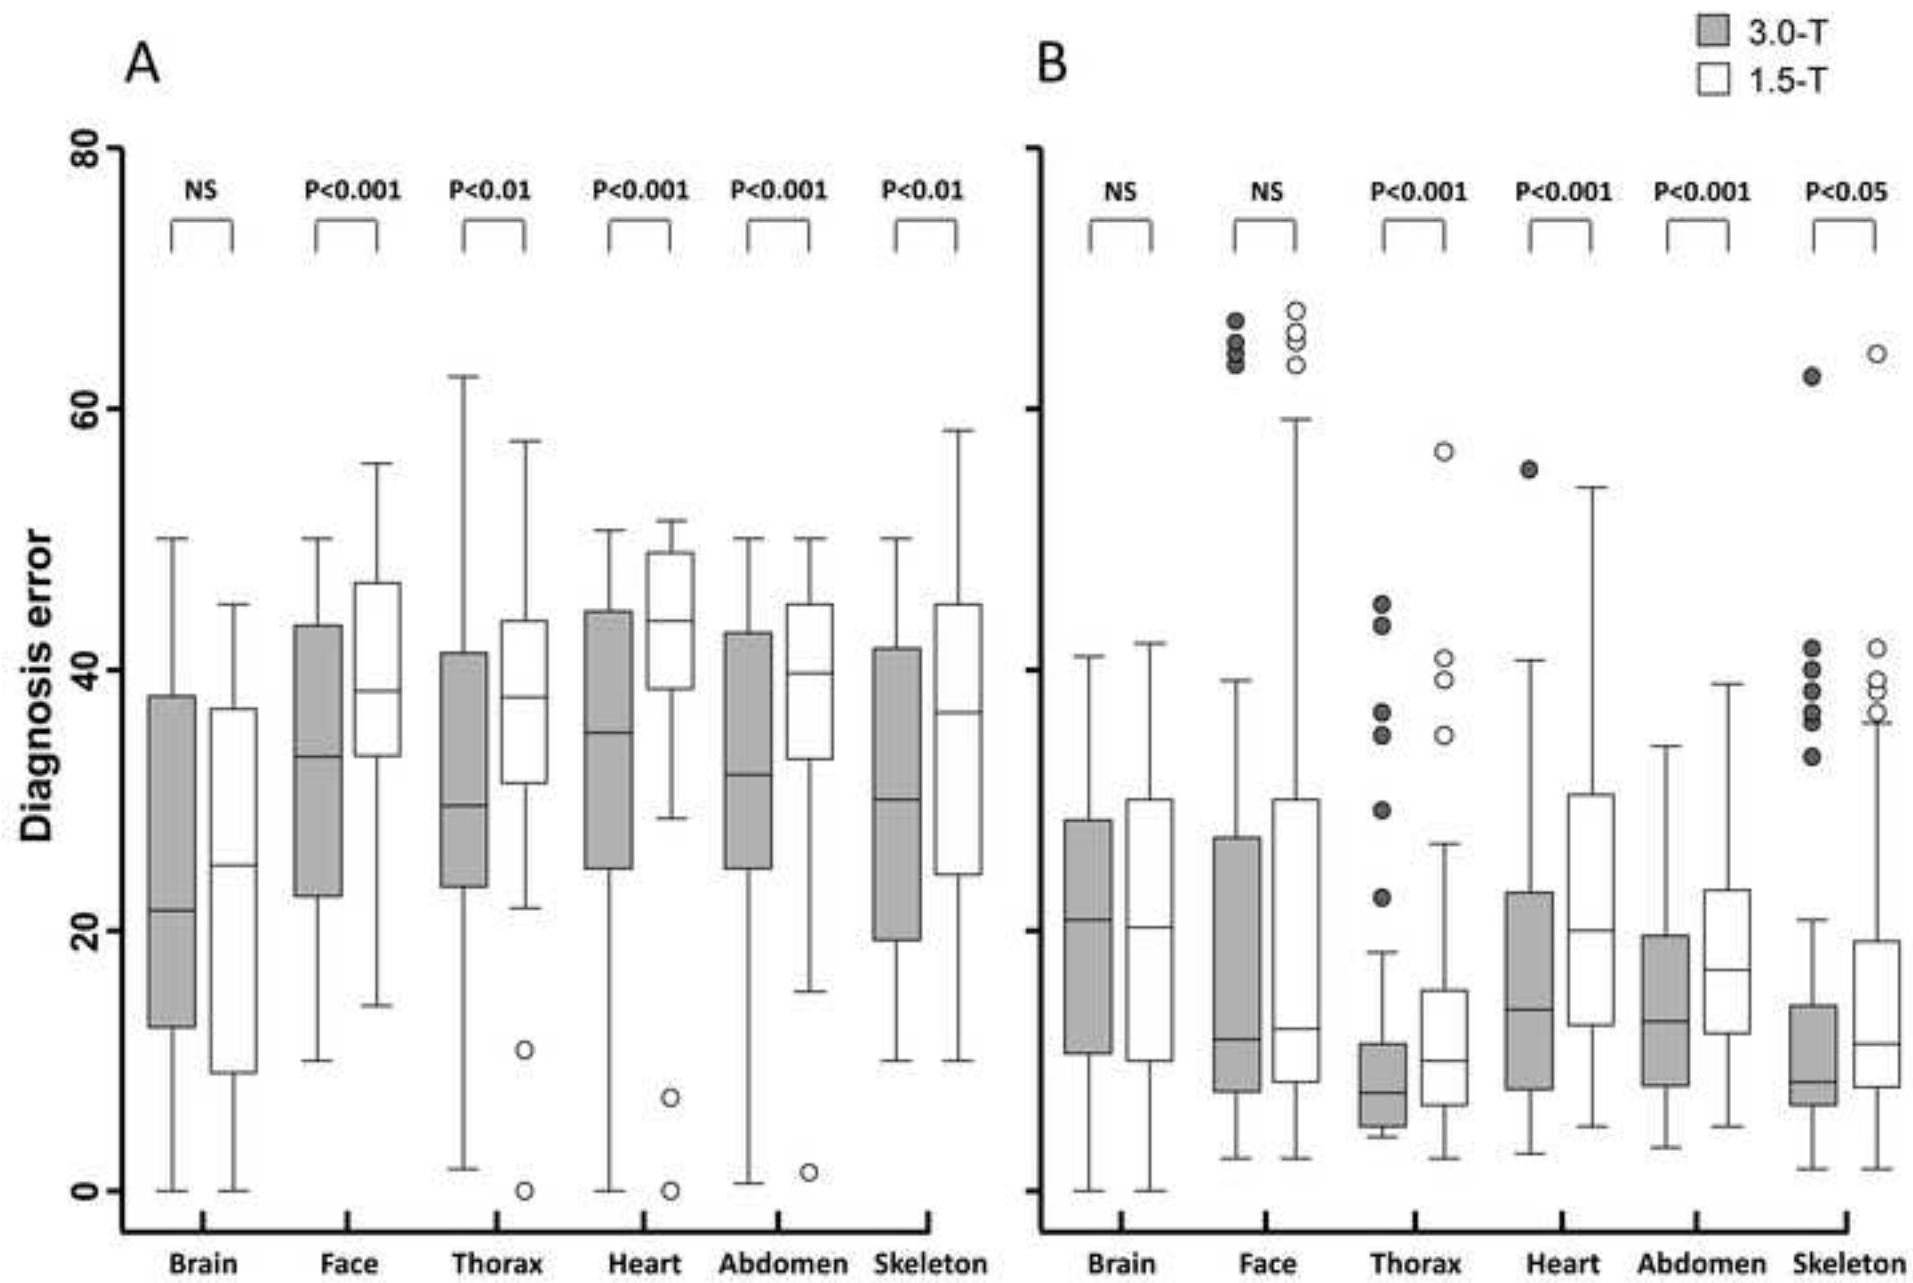 A
B
3.0-T
1.5-T
NS P<0.001 P<0.01 P<0.001 P<0.001 P<0.01
NS NS P<0.001 P<0.001 P<0.001 P<0.05
Diagnosis error
80
60
40
20
0
Brain Face Thorax Heart Abdomen Skeleton
Brain Face Thorax Heart Abdomen Skeleton